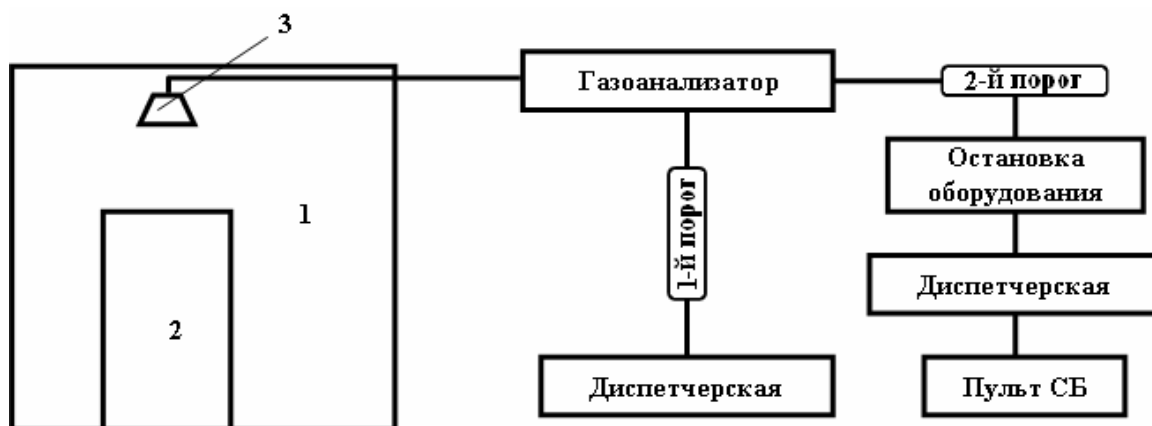 3
Газоанализатор
2-й порог
Остановка
оборудования
1-й порог
1
Диспетчерская
2
Диспетчерская
Пульт СБ